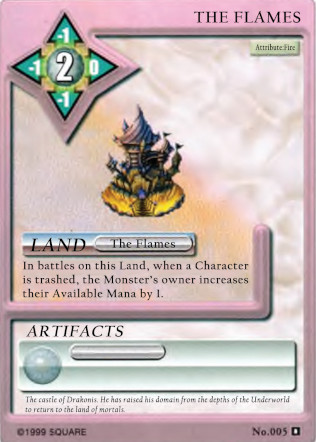 THE FLAMES
Attribute:Fire
-1
-1 2 0
-1
LAND The Flames
In battles on this Land, when a Character
is trashed, the Monster's owner increases
their Available Mana by 1.
ARTIFACTS
The castle of Drakonis. He has raised his domain from the depths of the Underworld
to return to the land of mortals.
©1999 SQUARE No.005